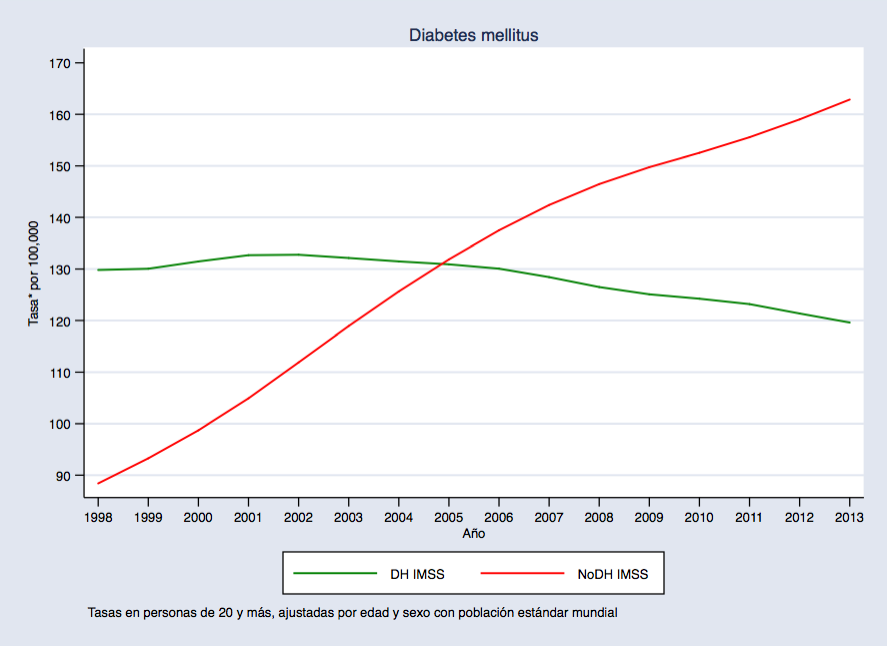 Diabetes mellitus
170
160
150
140
130
120
110
100
90
Tasa* por 100,000
1998 1999 2000 2001 2002 2003 2004 2005 2006 2007 2008 2009 2010 2011 2012 2013
Año
DH IMSS NoDH IMSS
Tasas en personas de 20 y más, ajustadas por edad y sexo con población estándar mundial